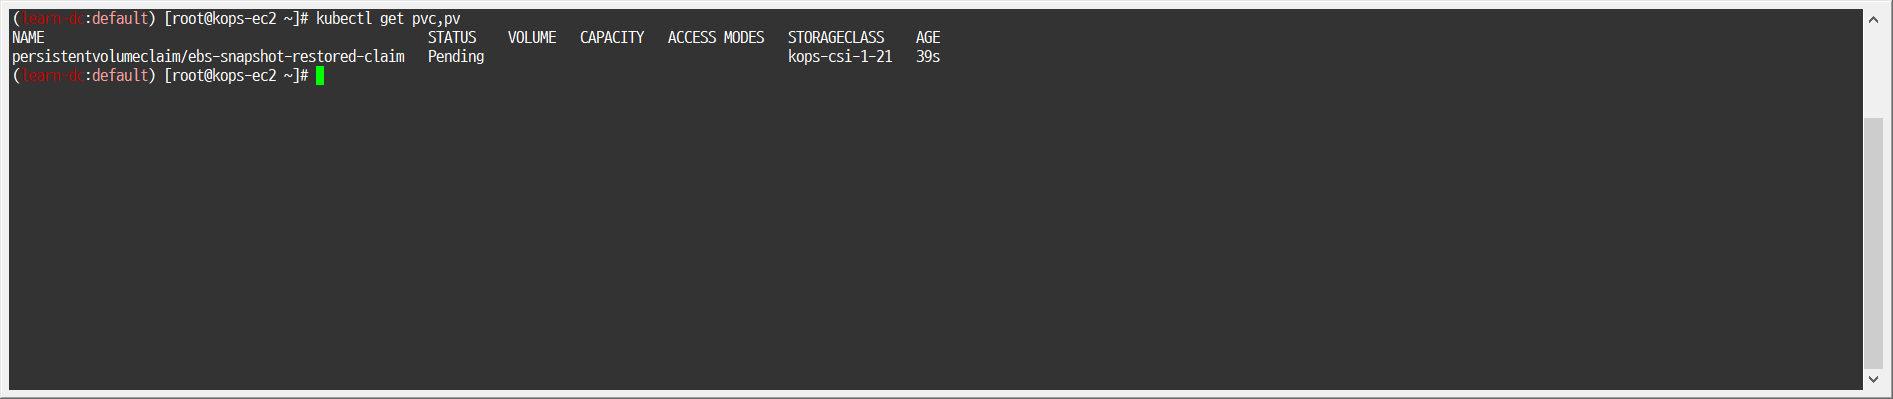 (learn-dc:default) [root@kops-ec2 ~]# kubectl get pvc,pv
NAME STATUS VOLUME CAPACITY ACCESS MODES STORAGECLASS AGE
persistentvolumeclaim/ebs-snapshot-restored-claim Pending kops-csi-1-21 39s
(learn-dc:default) [root@kops-ec2 ~]#